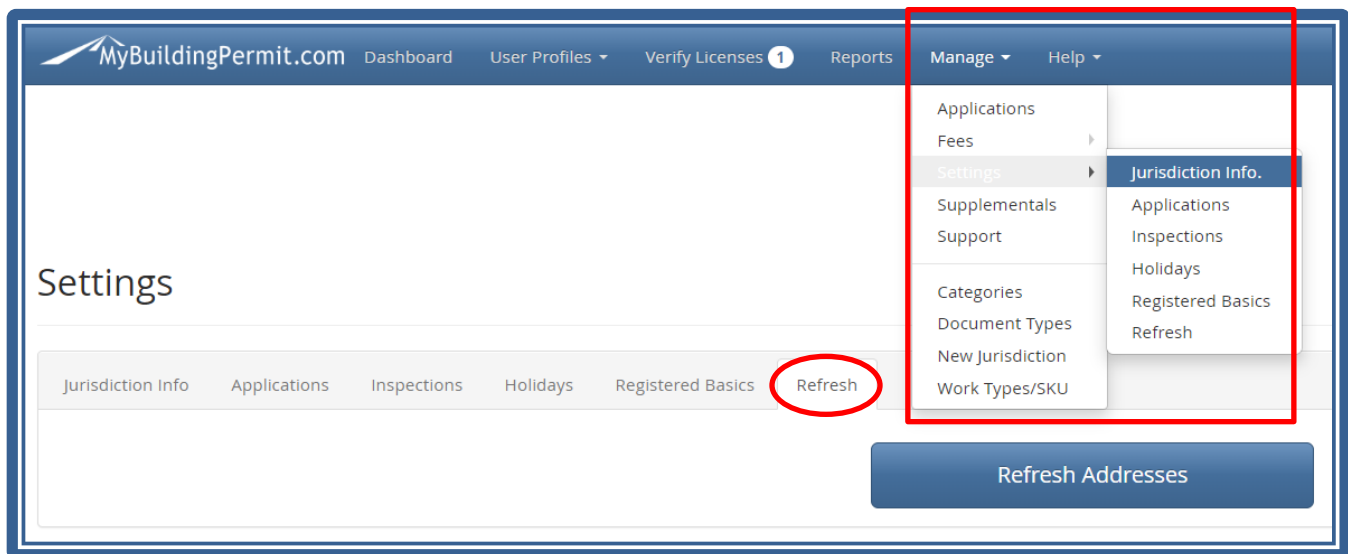 MyBuildingPermit.com Dashboard User Profiles Verify Licenses 1 Reports Manage Help
Applications
Fees
Settings
Supplementals
Support
Categories
Document Types
New Jurisdiction
Work Types/SKU
Jurisdiction Info.
Applications
Inspections
Holidays
Registered Basics
Refresh
Settings
Jurisdiction Info Applications Inspections Holidays Registered Basics Refresh
Refresh Addresses